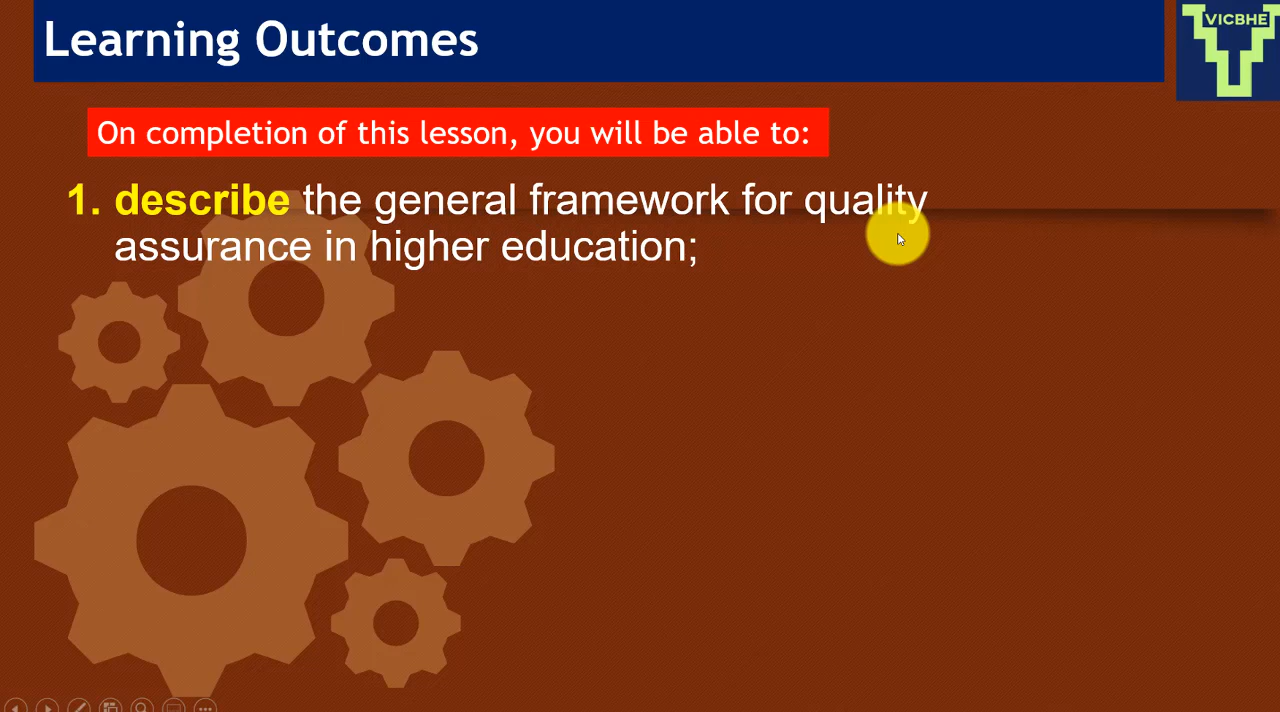 Learning Outcomes
VICBHE
On completion of this lesson, you will be able to:
1. describe the general framework for quality
assurance in higher education;